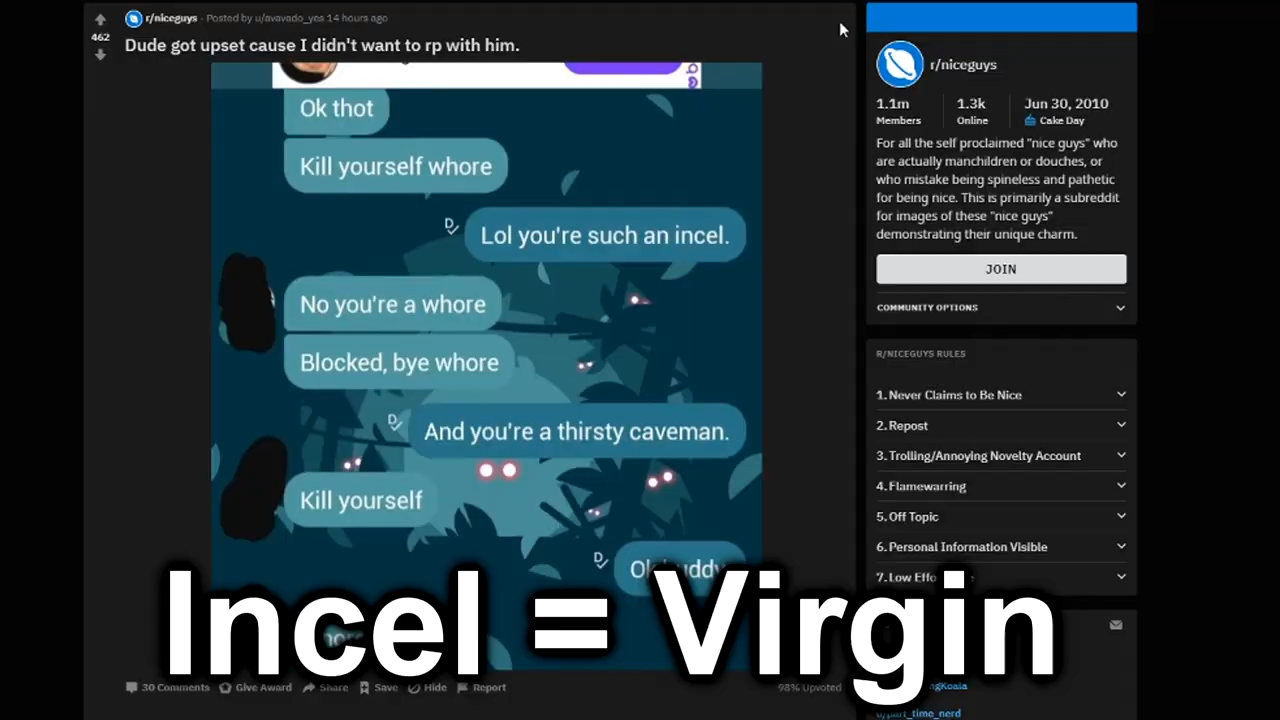 r/niceguys · Posted by u/avavado_yes 14 hours ago
462
Dude got upset cause I didn't want to rp with him.
Ok thot
Kill yourself whore
Lol you're such an incel.
No you're a whore
Blocked, bye whore
And you're a thirsty caveman.
Kill yourself
Incel = Virgin
30 Comments
Give Award
Share
Save
Hide
Report
98% Upvoted
r/niceguys
1.1m
Members
1.3k
Online
Jun 30, 2010
Cake Day
For all the self proclaimed "nice guys" who
are actually manchildren or douches, or
who mistake being spineless and pathetic
for being nice. This is primarily a subreddit
for images of these "nice guys"
demonstrating their unique charm.
JOIN
COMMUNITY OPTIONS
R/NICEGUYS RULES
1. Never Claims to Be Nice
2. Repost
3. Trolling/Annoying Novelty Account
4. Flamewarring
5. Off Topic
6. Personal Information Visible
7. Low
u/part_time_nerd